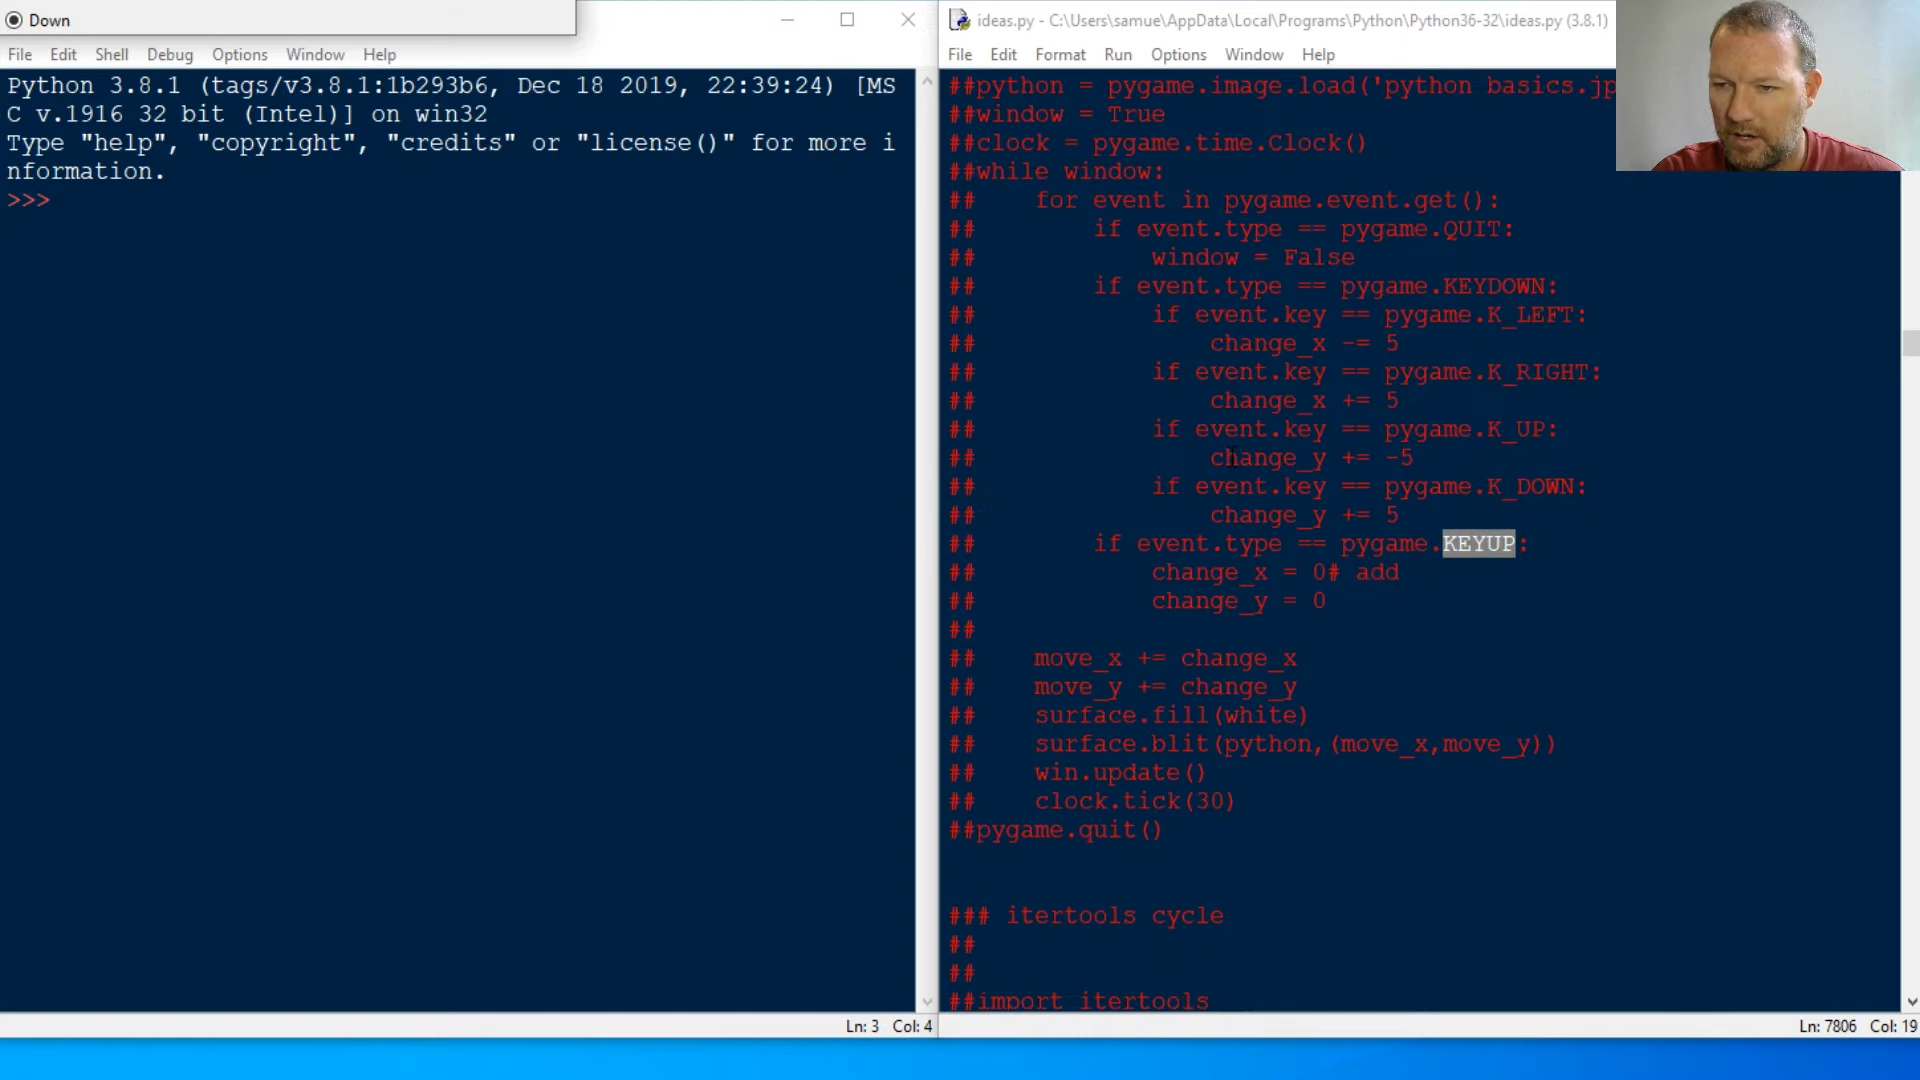 Down
File Edit Shell Debug Options Window Help
Python 3.8.1 (tags/v3.8.1:1b293b6, Dec 18 2019, 22:39:24) [MS
C v.1916 32 bit (Intel)] on win32
Type "help", "copyright", "credits" or "license()" for more i
nformation.
>>>
Ln: 3 Col: 4
ideas.py - C:\Users\samue\AppData\Local\Programs\Python\Python36-32\ideas.py (3.8.1)
File Edit Format Run Options Window Help
##python = pygame.image.load('python basics.jp
##window = True
##clock = pygame.time.Clock()
##while window:
##    for event in pygame.event.get():
##        if event.type == pygame.QUIT:
##            window = False
##        if event.type == pygame.KEYDOWN:
##            if event.key == pygame.K_LEFT:
##                change_x -= 5
##            if event.key == pygame.K_RIGHT:
##                change_x += 5
##            if event.key == pygame.K_UP:
##                change_y += -5
##            if event.key == pygame.K_DOWN:
##                change_y += 5
##        if event.type == pygame.KEYUP:
##            change_x = 0# add
##            change_y = 0
##
##    move_x += change_x
##    move_y += change_y
##    surface.fill(white)
##    surface.blit(python,(move_x,move_y))
##    win.update()
##    clock.tick(30)
##pygame.quit()
### itertools cycle
##
##
##import itertools
Ln: 7806 Col: 19